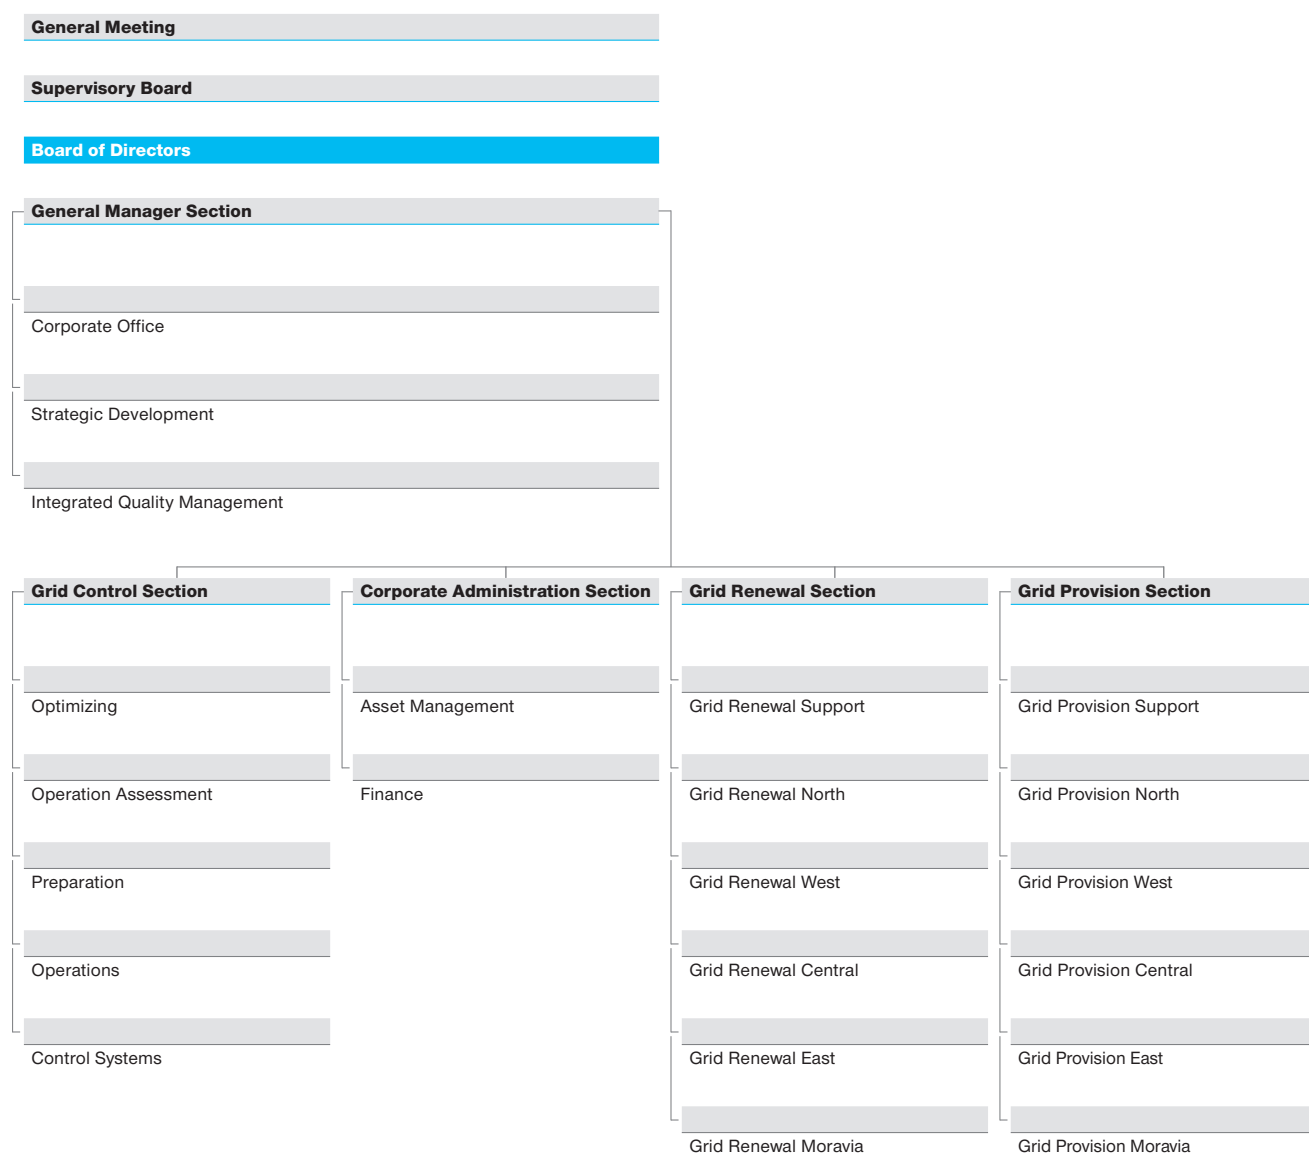 General Meeting
Supervisory Board
Board of Directors
General Manager Section
Corporate Office
Strategic Development
Integrated Quality Management
Grid Control Section
Optimizing
Operation Assessment
Preparation
Operations
Control Systems
Corporate Administration Section
Asset Management
Finance
Grid Renewal Section
Grid Renewal Support
Grid Renewal North
Grid Renewal West
Grid Renewal Central
Grid Renewal East
Grid Renewal Moravia
Grid Provision Section
Grid Provision Support
Grid Provision North
Grid Provision West
Grid Provision Central
Grid Provision East
Grid Provision Moravia